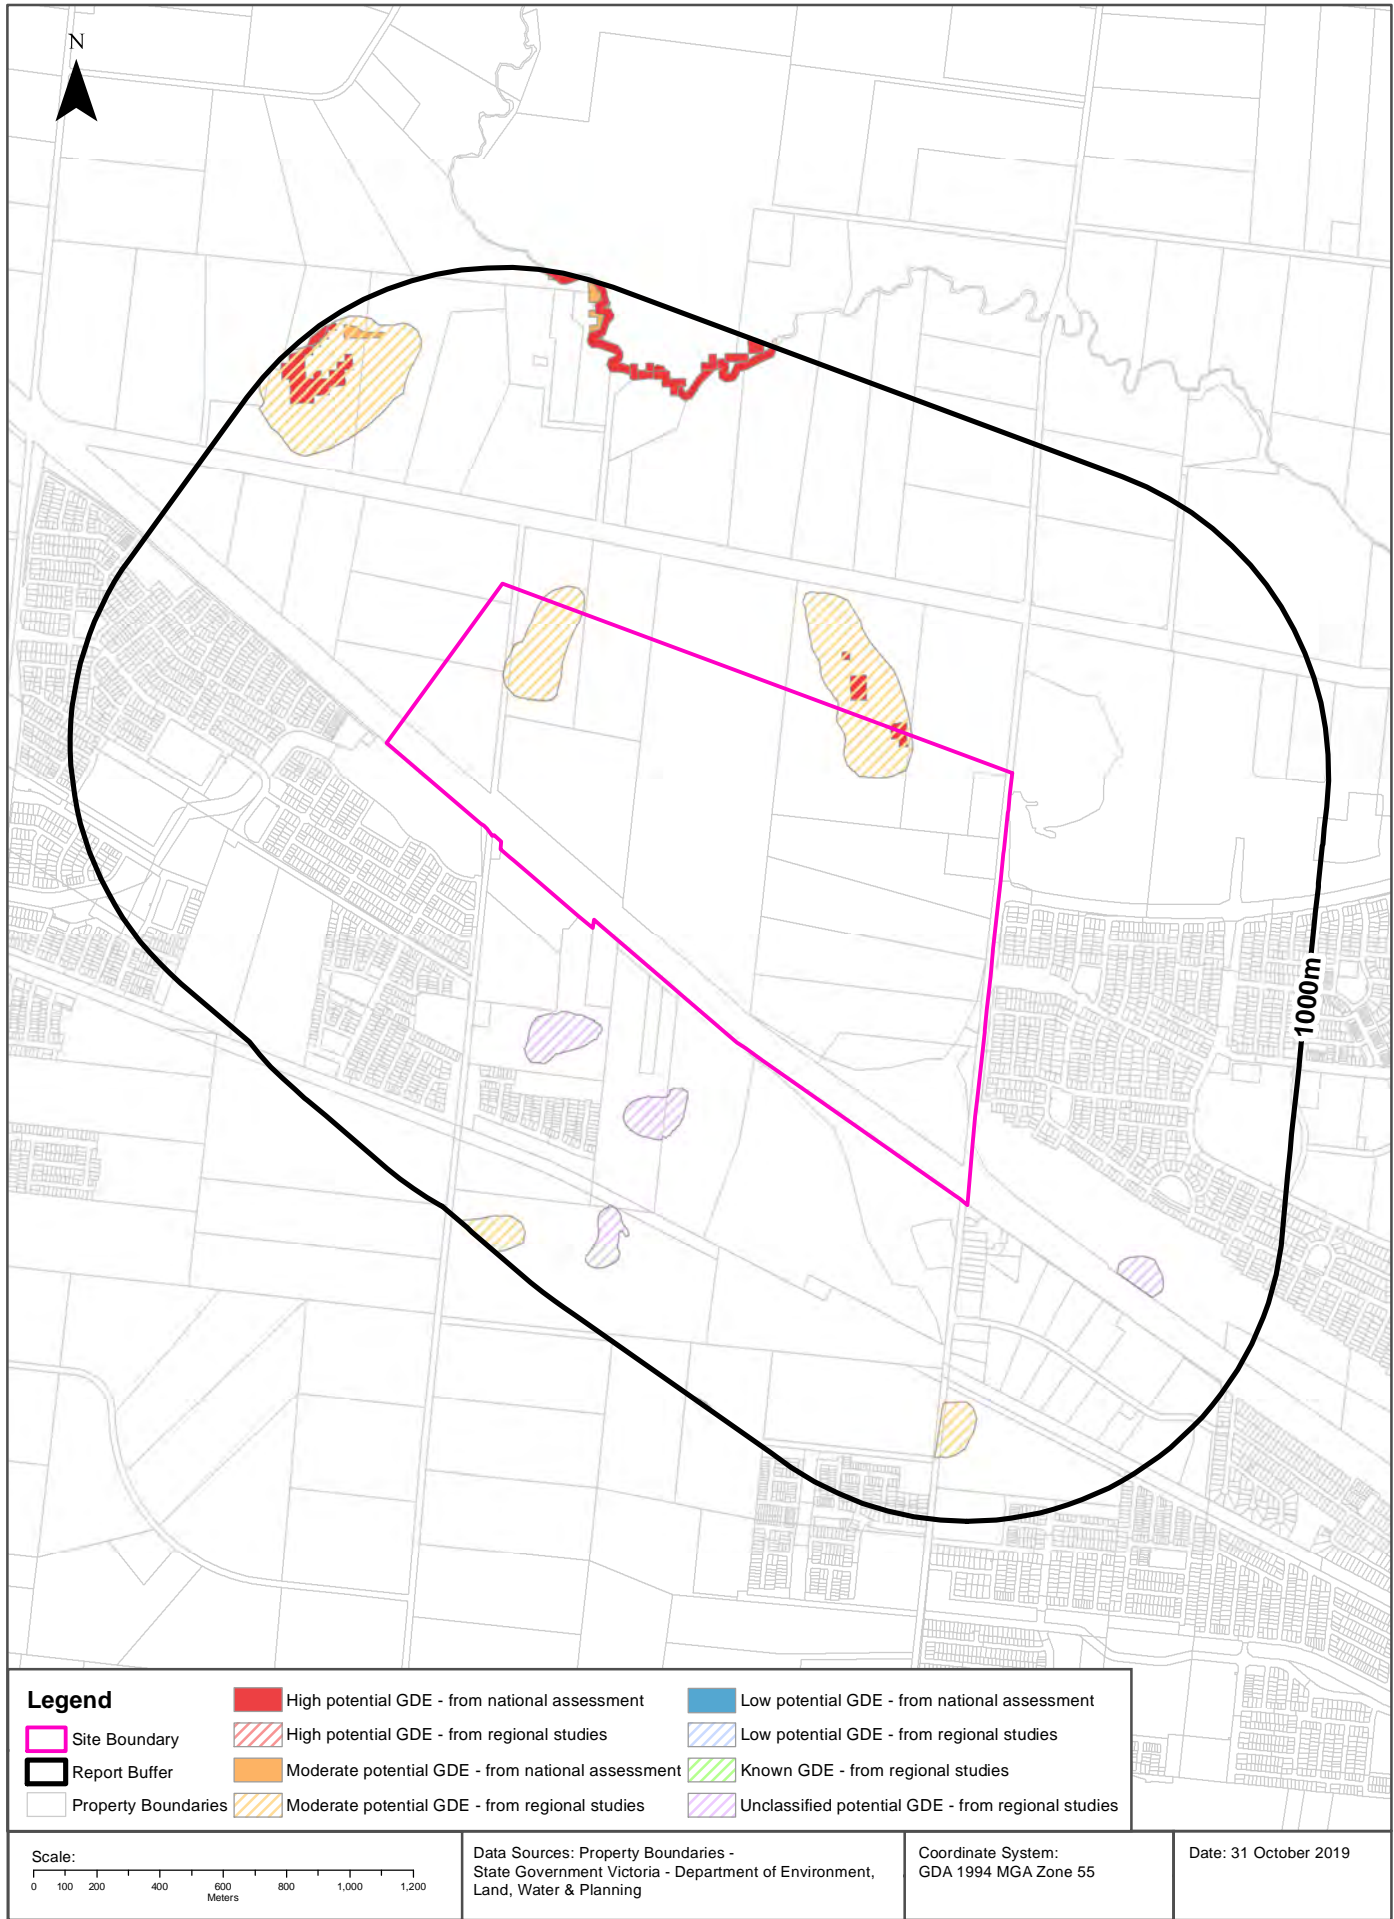 N
1000m
Legend
Site Boundary
Report Buffer
Property Boundaries
High potential GDE - from national assessment
High potential GDE - from regional studies
Moderate potential GDE - from national assessment
Moderate potential GDE - from regional studies
Low potential GDE - from national assessment
Low potential GDE - from regional studies
Known GDE - from regional studies
Unclassified potential GDE - from regional studies
Scale:
0 100 200 400 600 800 1,000 1,200
Meters
Data Sources: Property Boundaries -
State Government Victoria - Department of Environment,
Land, Water & Planning
Coordinate System:
GDA 1994 MGA Zone 55
Date: 31 October 2019